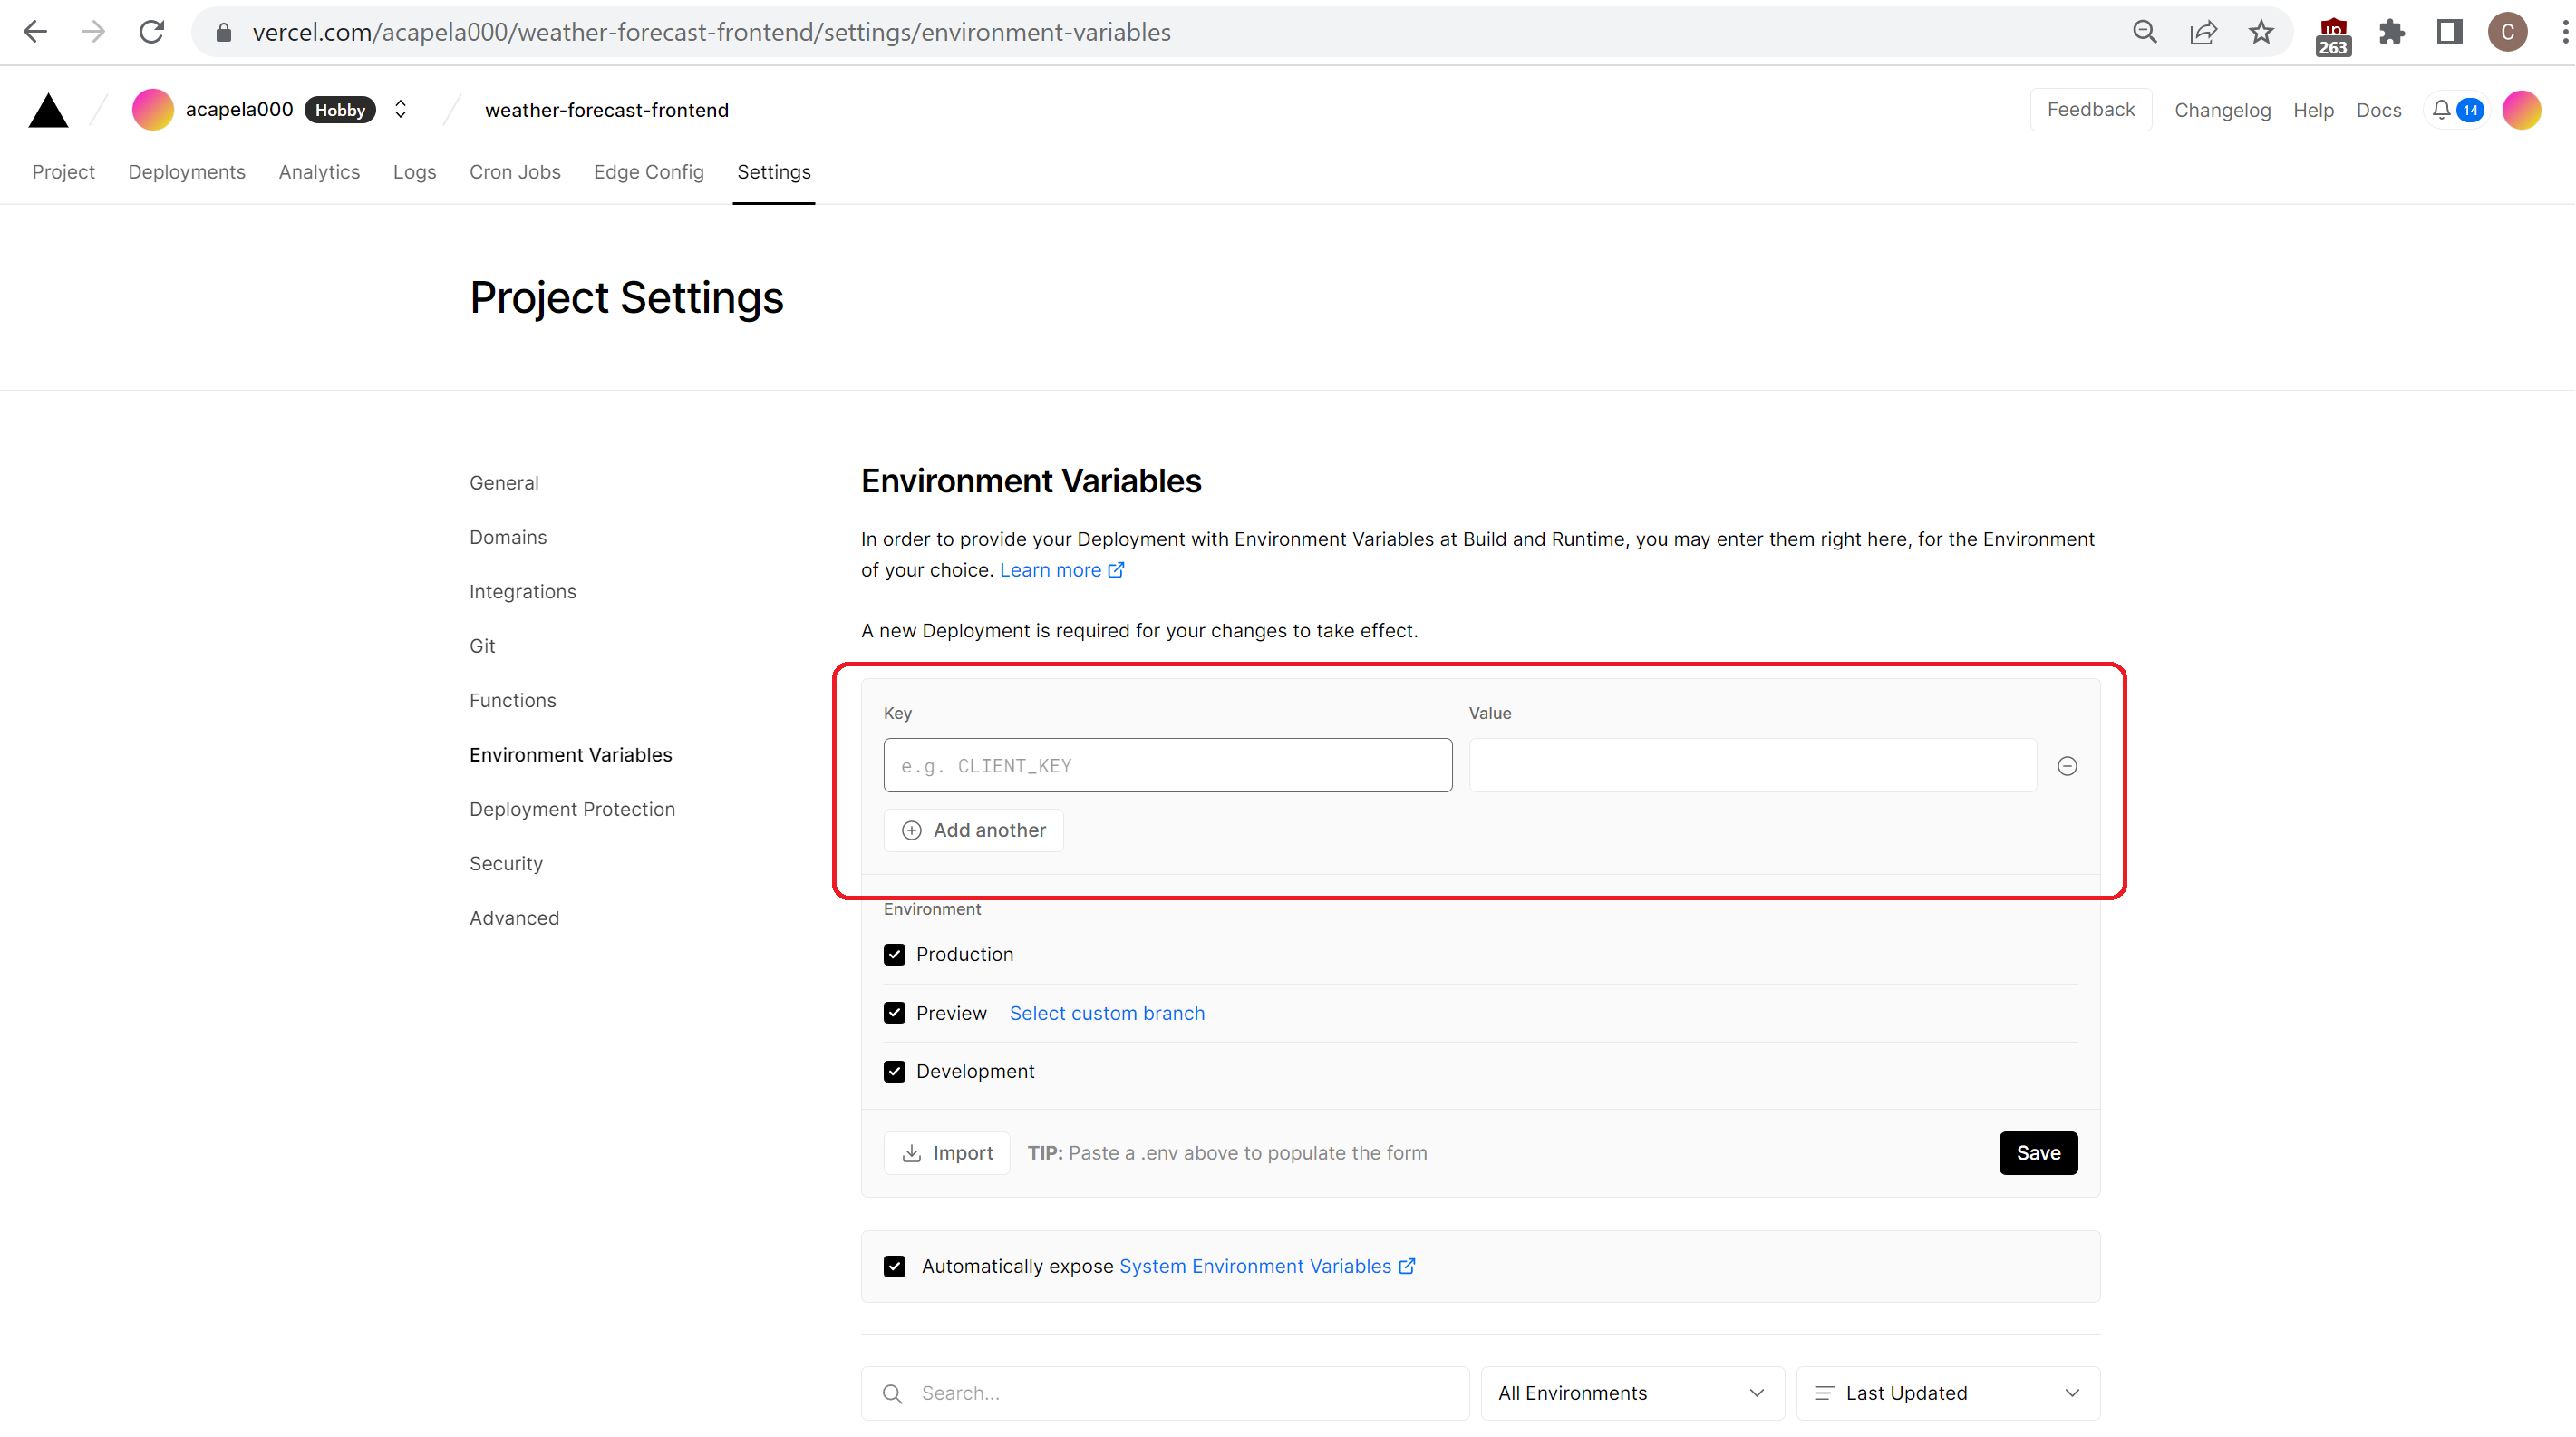 vercel.com/acapela000/weather-forecast-frontend/settings/environment-variables
263
C
acapela000 Hobby weather-forecast-frontend
Feedback Changelog Help Docs 14
Project Deployments Analytics Logs Cron Jobs Edge Config Settings
Project Settings
General
Domains
Integrations
Git
Functions
Environment Variables
Deployment Protection
Security
Advanced
Environment Variables
In order to provide your Deployment with Environment Variables at Build and Runtime, you may enter them right here, for the Environment
of your choice. Learn more
A new Deployment is required for your changes to take effect.
Key Value
e.g. CLIENT_KEY
Add another
Environment
Production
Preview Select custom branch
Development
Import TIP: Paste a .env above to populate the form Save
Automatically expose System Environment Variables
Search... All Environments Last Updated